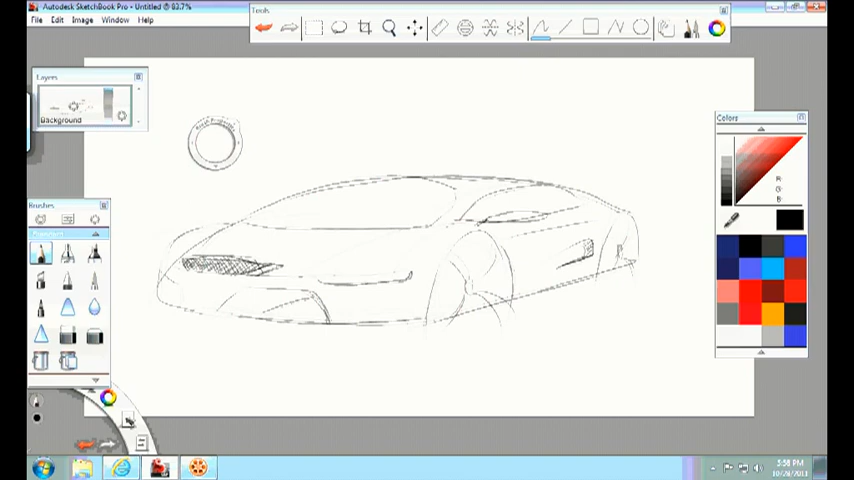 Autodesk SketchBook Pro - Untitled @ 83.7%
File Edit Image Window Help
Tools
Layers
Background
Brushes
Colors
R:
G:
B:
5:58 PM